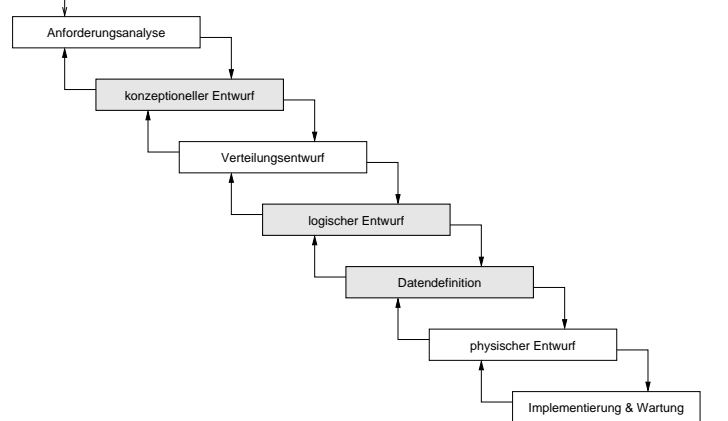 Anforderungsanalyse
konzeptioneller Entwurf
Verteilungsentwurf
logischer Entwurf
Datendefinition
physischer Entwurf
Implementierung & Wartung